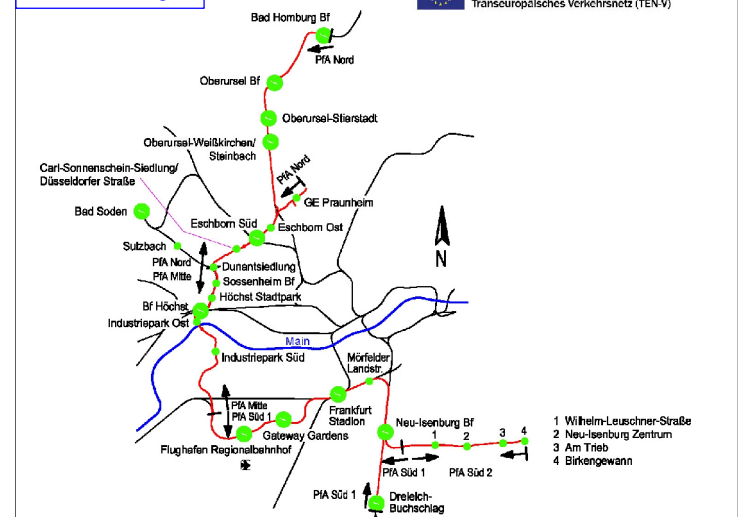 Transeuropäisches Verkehrsnetz (TEN-V)
Bad Homburg Bf
PfA Nord
Oberursel Bf
Oberursel-Stierstadt
Oberursel-Weißkirchen/
Steinbach
Carl-Sonnenschein-Siedlung/
Düsseldorfer Straße
PfA Nord
GE Praunheim
Bad Soden
Eschborn Süd
Eschborn Ost
Sulzbach
PfA Nord
PfA Mitte
Dunantsiedlung
Sossenheim Bf
Höchst Stadtpark
Bf Höchst
Industriepark Ost
Main
Industriepark Süd
Mörfelder
Landstr.
N
PfA Mitte
PfA Süd 1
Frankfurt
Stadion
Gateway Gardens
Flughafen Regionalbahnhof
Neu-Isenburg Bf
1
2
3
4
PfA Süd 1
PfA Süd 2
1 Wilhelm-Leuschner-Straße
2 Neu-Isenburg Zentrum
3 Am Trieb
4 Birkengewann
PfA Süd 1
Dreieich-
Buchschlag